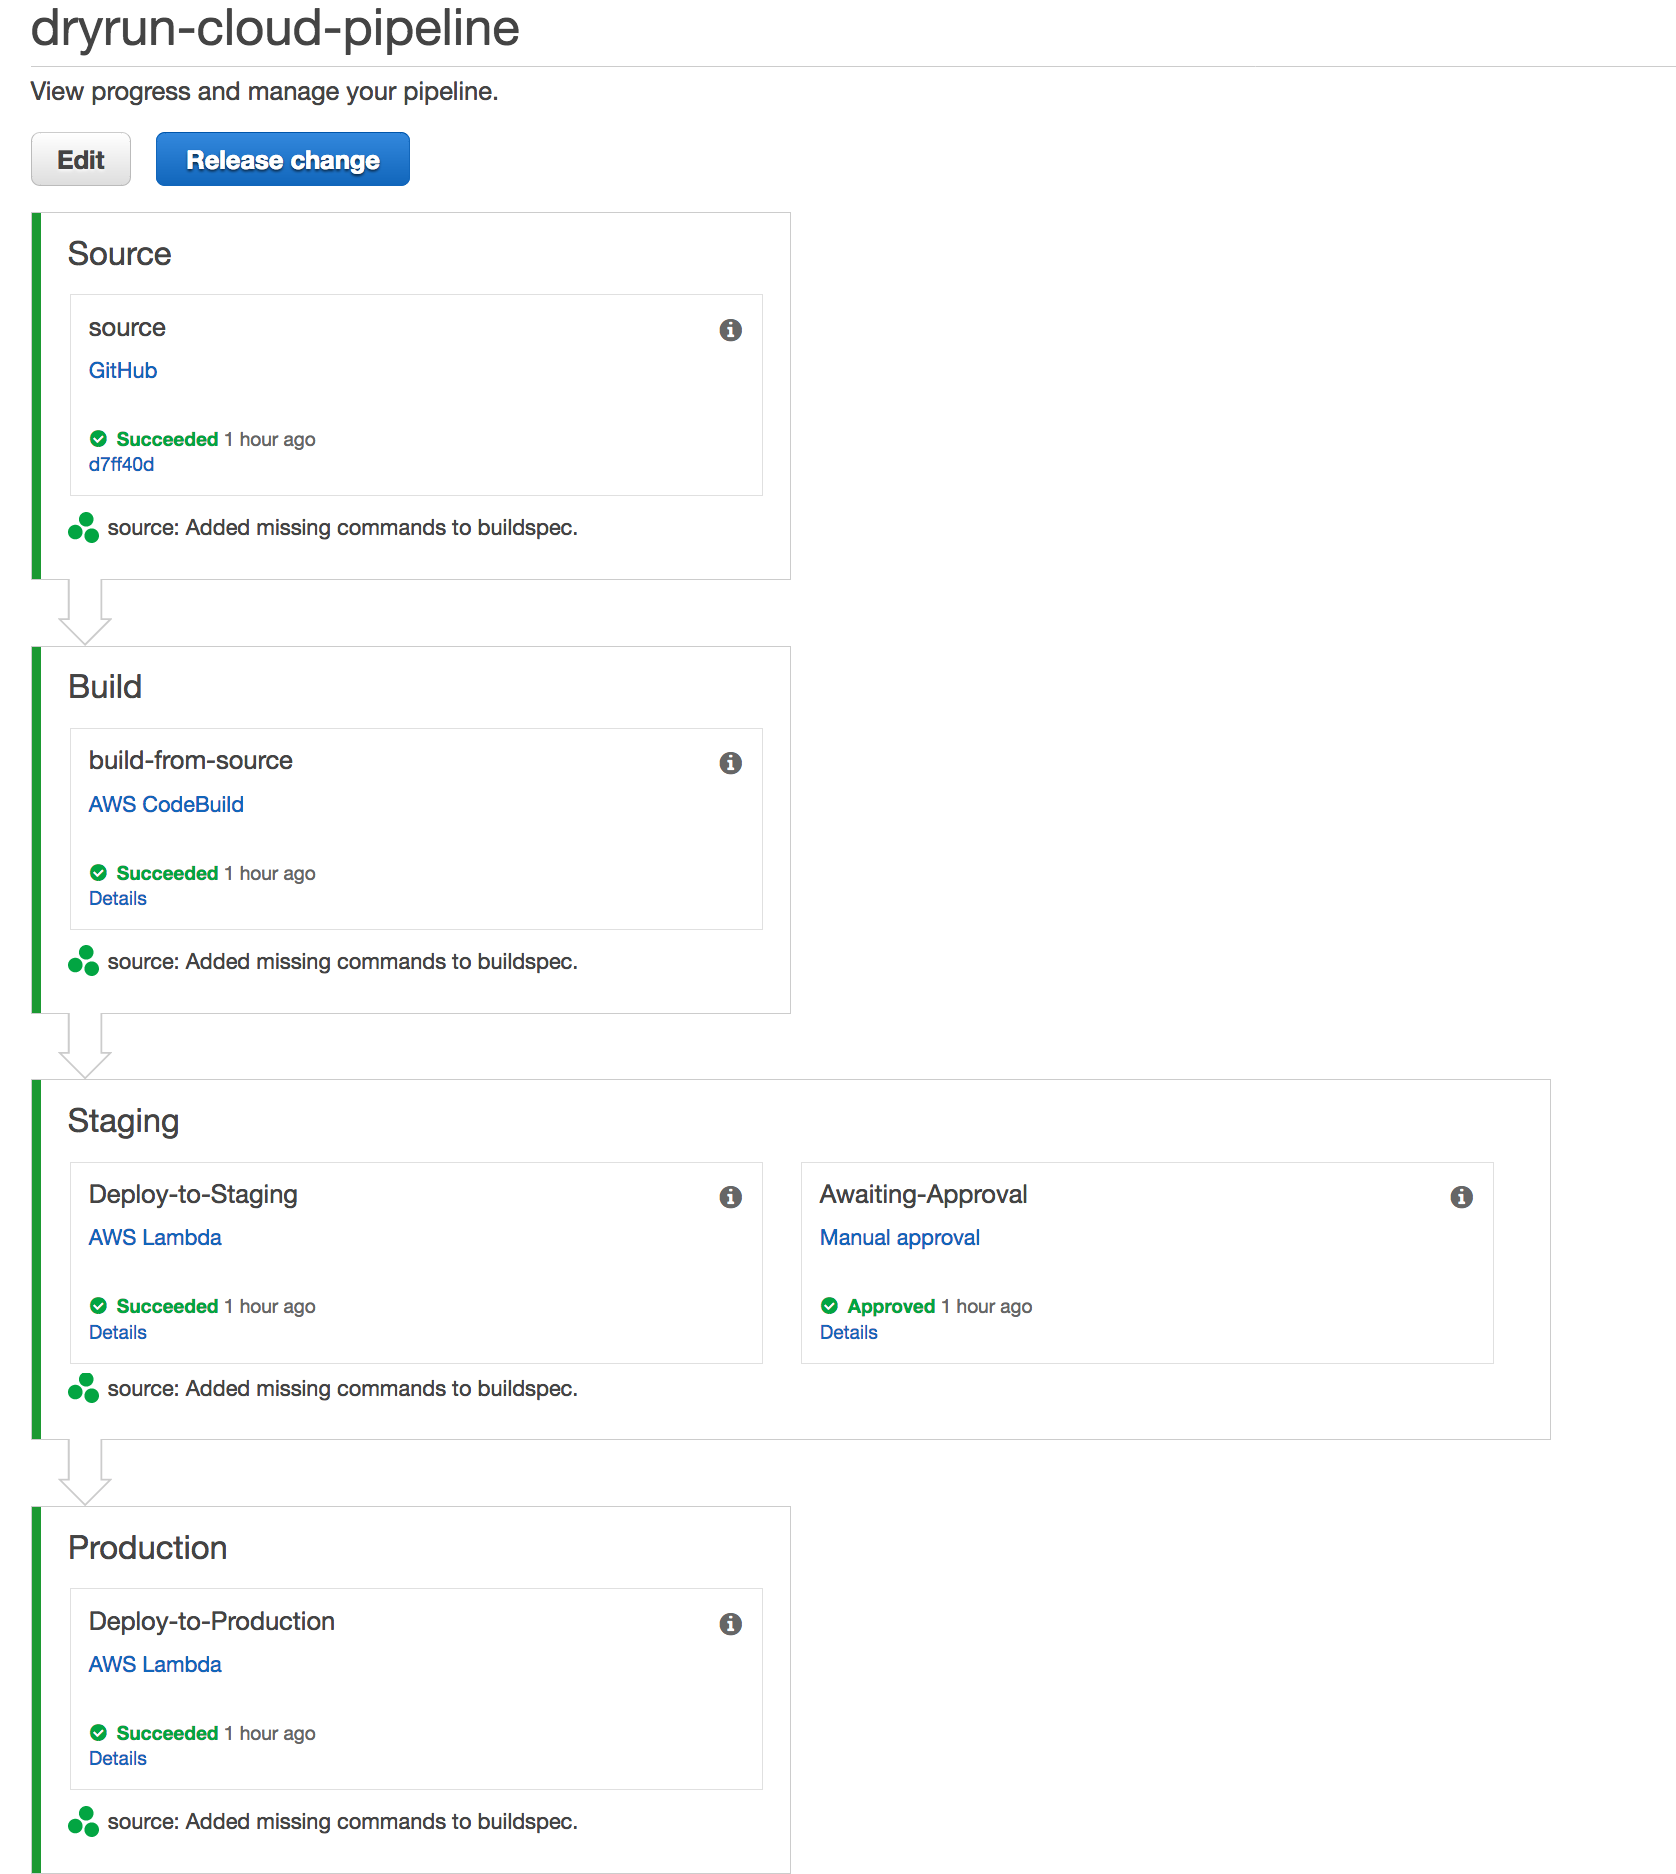 dryrun-cloud-pipeline
View progress and manage your pipeline.
Edit
Release change
Source
source
GitHub
Succeeded 1 hour ago
d7ff40d
source: Added missing commands to buildspec.
Build
build-from-source
AWS CodeBuild
Succeeded 1 hour ago
Details
source: Added missing commands to buildspec.
Staging
Deploy-to-Staging
AWS Lambda
Succeeded 1 hour ago
Details
Awaiting-Approval
Manual approval
Approved 1 hour ago
Details
source: Added missing commands to buildspec.
Production
Deploy-to-Production
AWS Lambda
Succeeded 1 hour ago
Details
source: Added missing commands to buildspec.